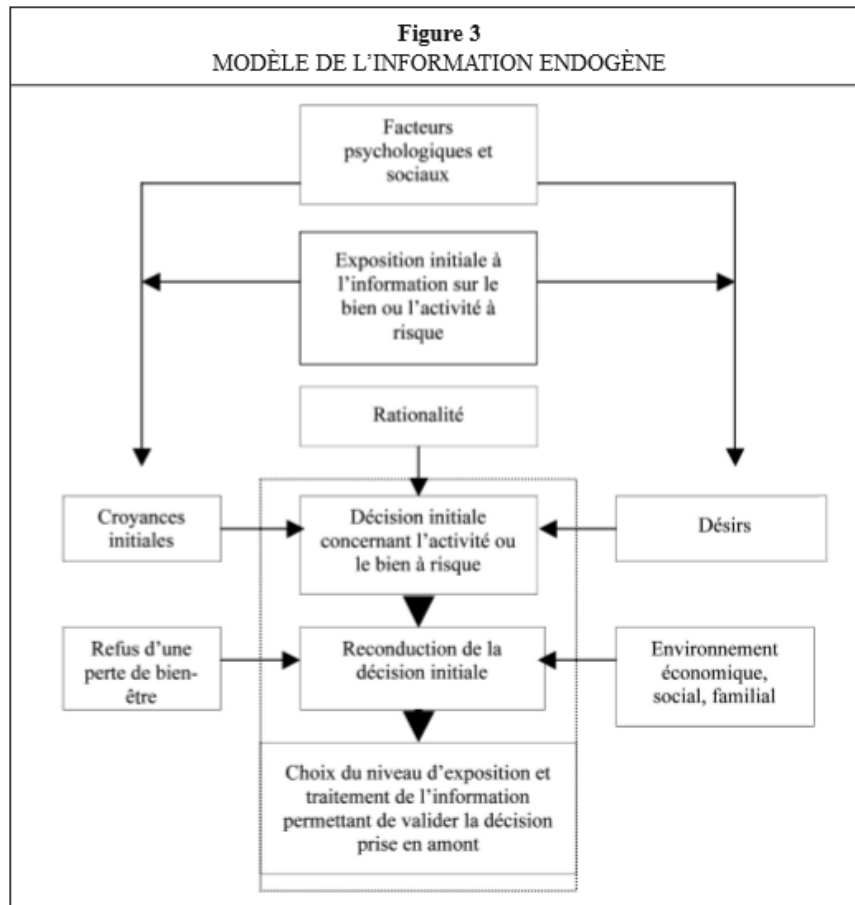 Figure 3
MODÈLE DE L’INFORMATION ENDOGÈNE
Facteurs
psychologiques et
sociaux
Exposition initiale à
l’information sur le
bien ou l’activité à
risque
Rationalité
Croyances
initiales
Décision initiale
concernant l’activité ou
le bien à risque
Désirs
Refus d’une
perte de bien-
être
Reconduction de la
décision initiale
Environnement
économique,
social, familial
Choix du niveau d’exposition et
traitement de l’information
permettant de valider la décision
prise en amont